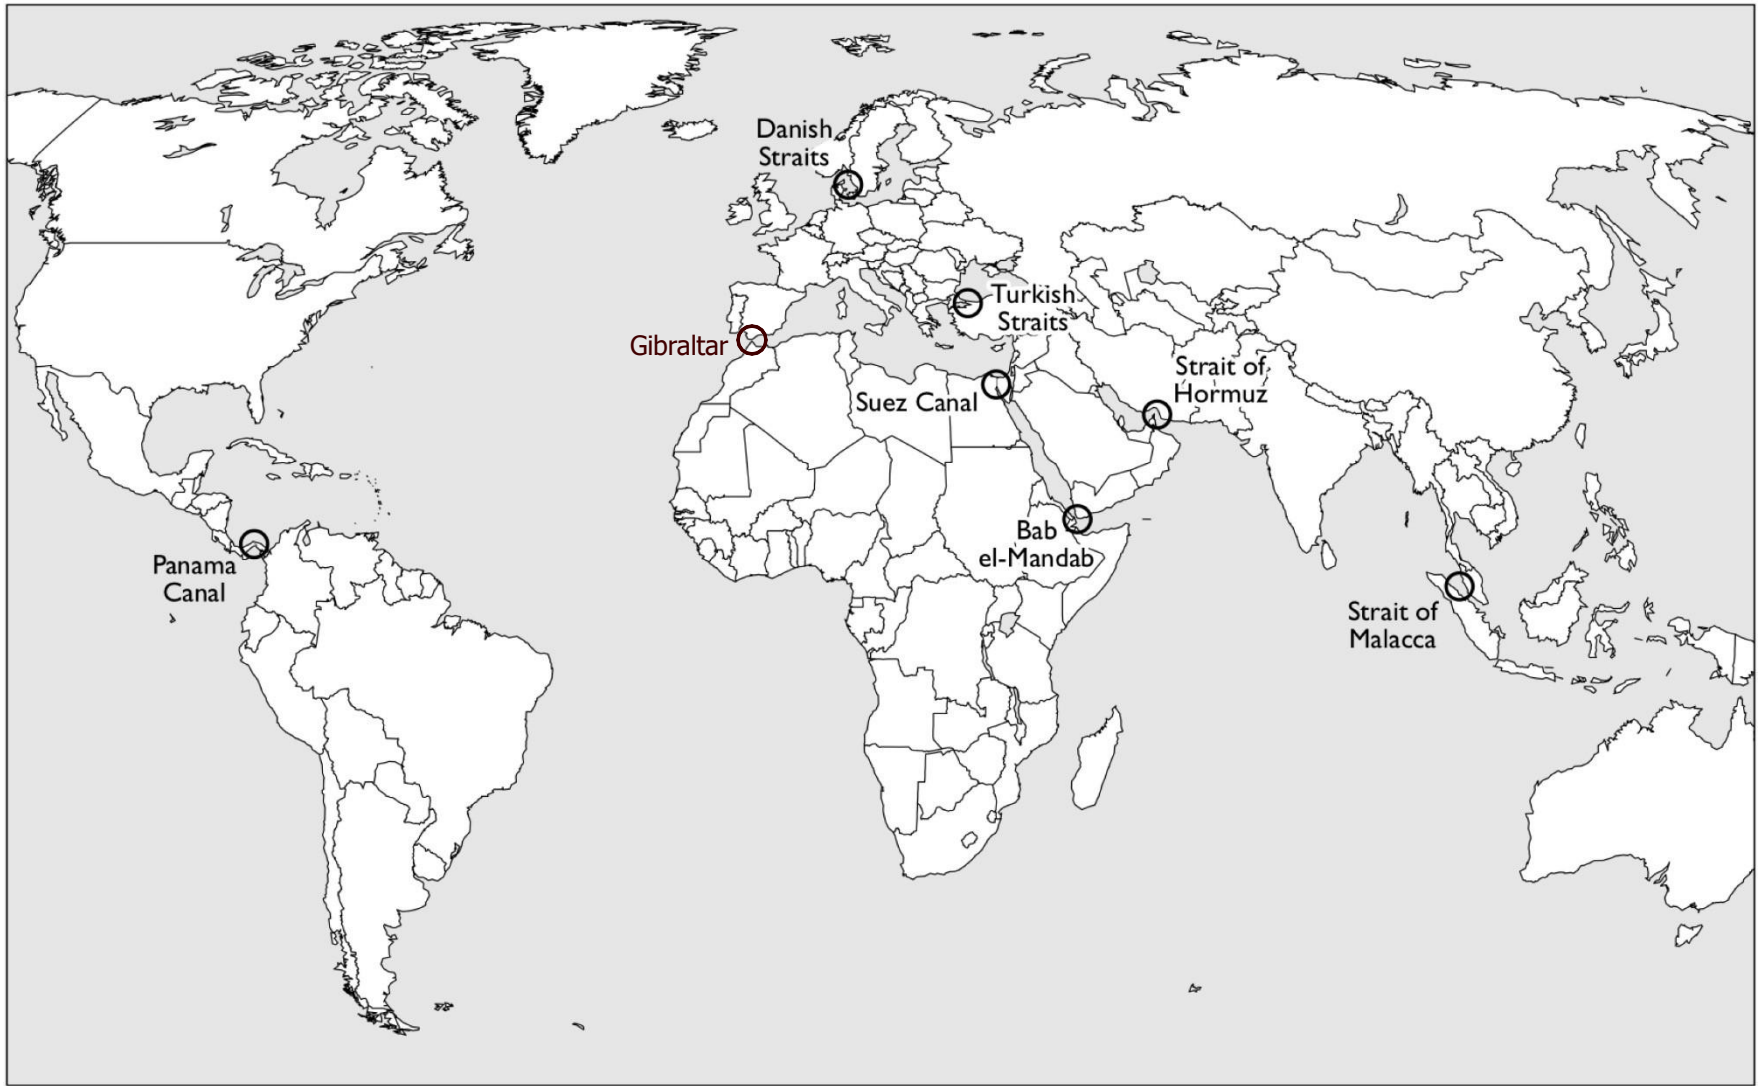 Danish
Straits
Turkish
Straits
Gibraltar
Strait of
Hormuz
Suez Canal
Bab
el-Mandab
Panama
Canal
Strait of
Malacca